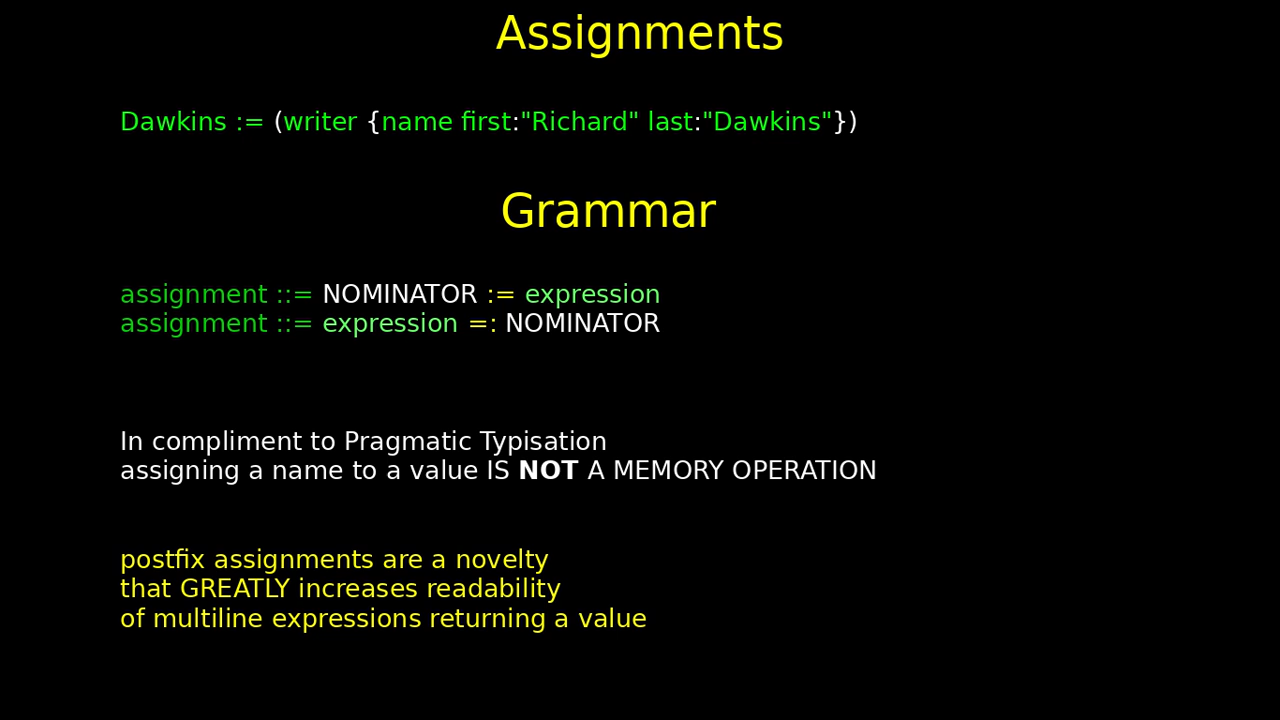 Assignments
Dawkins := (writer {name first:"Richard" last:"Dawkins"})
Grammar
assignment ::= NOMINATOR := expression
assignment ::= expression =: NOMINATOR
In compliment to Pragmatic Typisation
assigning a name to a value IS NOT A MEMORY OPERATION
postfix assignments are a novelty
that GREATLY increases readability
of multiline expressions returning a value